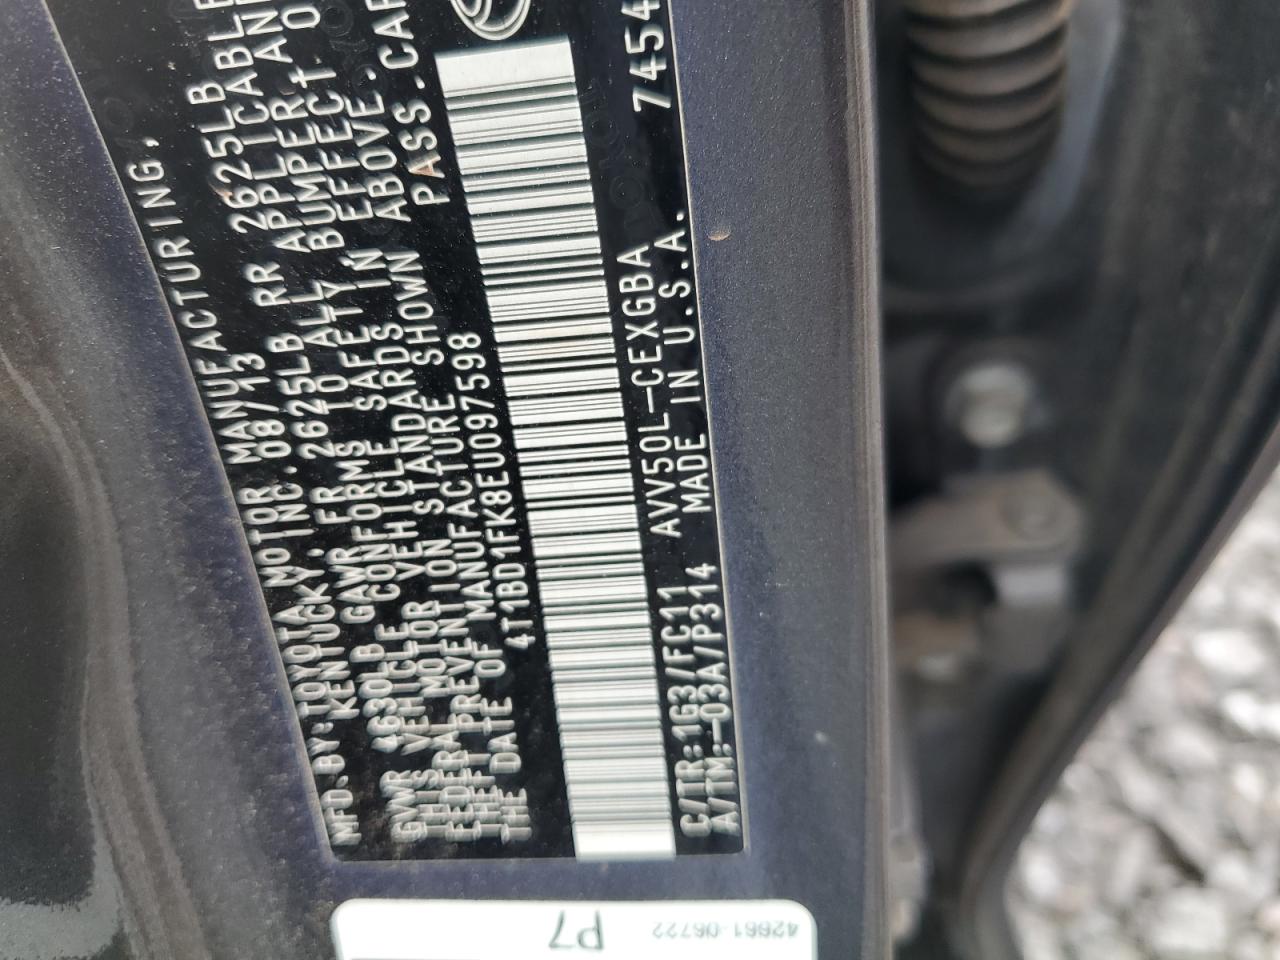 MFD.BY:TOYOTA MOTOR MANUFACTURING,
KENTUCKY, INC. 08/13
GVWR 4630LB GAWR FR 2625LB RR 2625LB
THIS VEHICLE CONFORMS TO ALL APPLICABLE
FEDERAL MOTOR VEHICLE SAFETY, BUMPER, AND
THEFT PREVENTION STANDARDS IN EFFECT O
THE DATE OF MANUFACTURE SHOWN ABOVE.
4T1BD1FK8EU097598 PASS.CAR
C/TR:1G3/FC11 AVV50L-CEXGBA 7454
A/TM:-03A/P314 MADE IN U.S.A.
P7
42661-06722